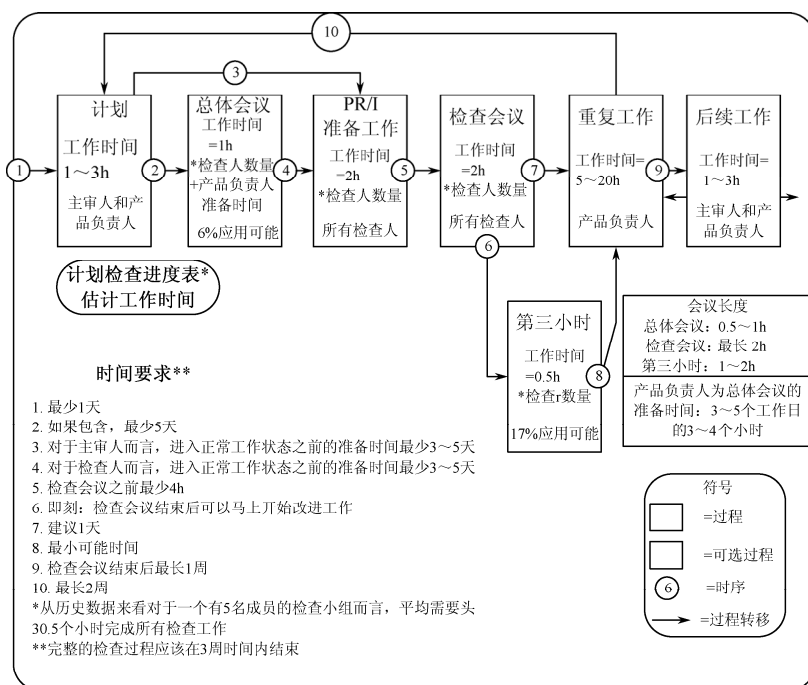 10
3
计划
工作时间
1～3h
主审人和产
品负责人
总体会议
工作时间
=1h
*检查人数量
+产品负责人
准备时间
6%应用可能
PR/I
准备工作
工作时间
=2h
*检查人数量
所有检查人
检查会议
工作时间
=2h
*检查人数量
所有检查人
重复工作
工作时间=
5～20h
产品负责人
后续工作
工作时间=
1～3h
主审人和产
品负责人
1
2
4
5
7
9
6
计划检查进度表*
估计工作时间
第三小时
工作时间
=0.5h
*检查r数量
17%应用可能
8
会议长度
总体会议：0.5～1h
检查会议：最长 2h
第三小时：1～2h
产品负责人为总体会议的
准备时间：3～5个工作日
的3～4个小时
时间要求**
1. 最少1天
2. 如果包含，最少5天
3. 对于主审人而言，进入正常工作状态之前的准备时间最少3～5天
4. 对于检查人而言，进入正常工作状态之前的准备时间最少3～5天
5. 检查会议之前最少4h
6. 即刻：检查会议结束后可以马上开始改进工作
7. 建议1天
8. 最小可能时间
9. 检查会议结束后最长1周
10. 最长2周
*从历史数据来看对于一个有5名成员的检查小组而言，平均需要头
30.5个小时完成所有检查工作
**完整的检查过程应该在3周时间内结束
符号
=过程
=可选过程
6 =时序
=过程转移